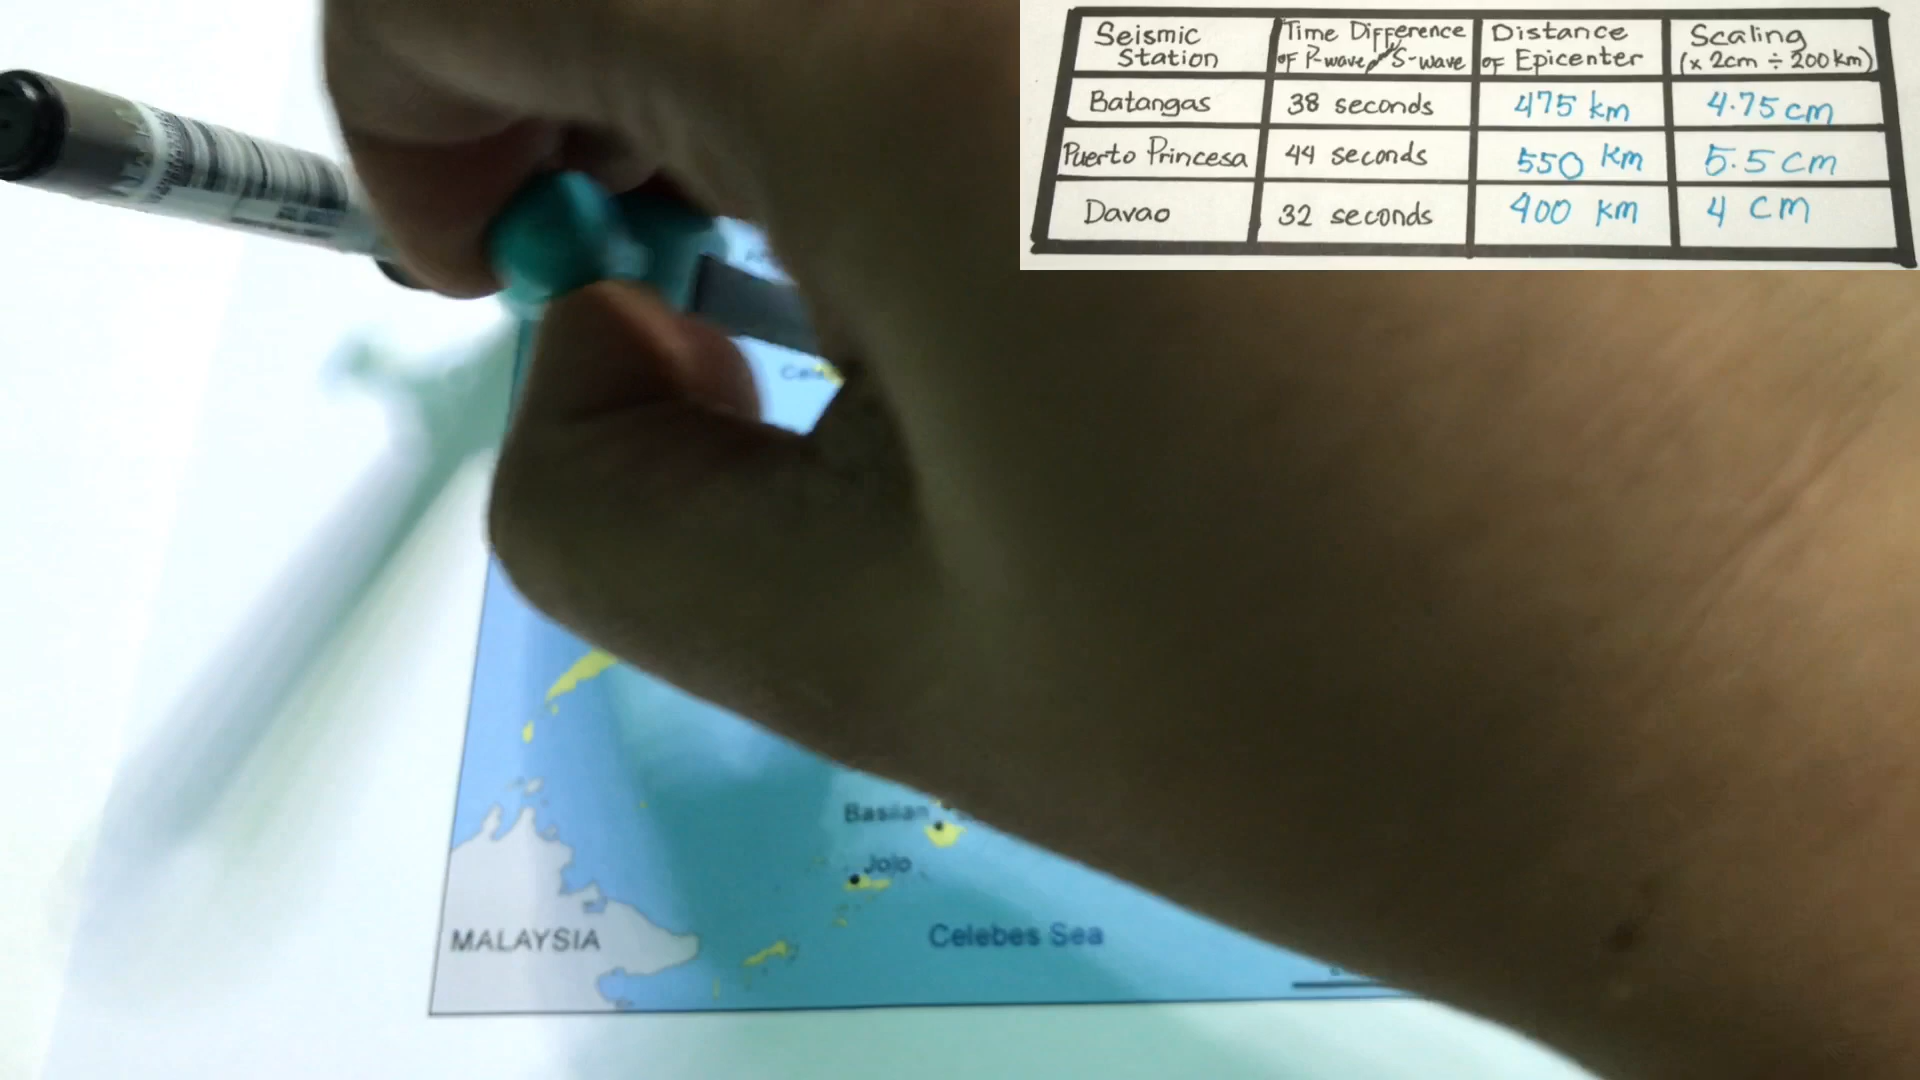 Seismic Station
Time Difference of P-wave & S-wave
Distance of Epicenter
Scaling (x 2cm ÷ 200 km)
Batangas
38 seconds
475 km
4.75 cm
Puerto Princesa
44 seconds
550 km
5.5 cm
Davao
32 seconds
400 km
4 cm
Basilan
Jolo
MALAYSIA
Celebes Sea